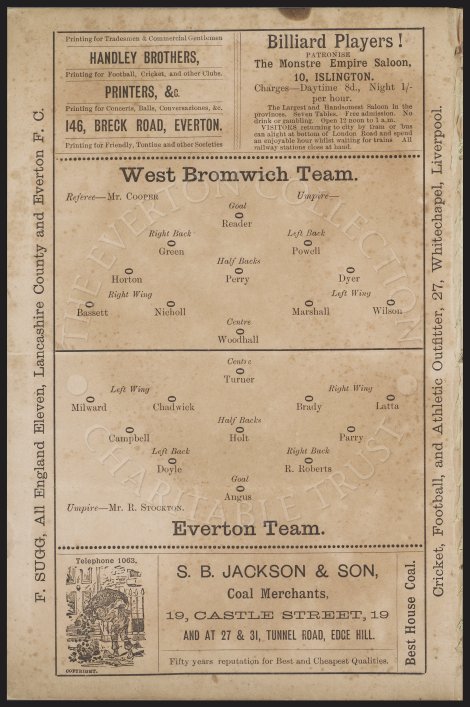 Printing for Tradesmen & Commercial Gentlemen
HANDLEY BROTHERS,
Printing for Football, Cricket, and other Clubs.
PRINTERS, &c.
Printing for Concerts, Balls, Conversaziones, &c.
146, BRECK ROAD, EVERTON.
Printing for Friendly, Tontine and other Societies
Billiard Players!
PATRONISE
The Monstre Empire Saloon,
10, ISLINGTON.
Charges—Daytime 8d., Night 1/-
per hour.
The Largest and Handsomest Saloon in the
provinces. Seven Tables. Free admission. No
drink or gambling. Open 12 noon to 1 a.m.
VISITORS returning to city by train or bus
can alight at bottom of London Road and spend
an enjoyable hour whilst waiting for trains All
railway stations close at hand.
F. SUGG, All England Eleven, Lancashire County and Everton F. C.
West Bromwich Team.
Referee—Mr. COOPER
Umpire—
Goal
Reader
Right Back
Left Back
Green
Powell
Half Backs
Horton
Perry
Dyer
Right Wing
Left Wing
Bassett
Nicholl
Marshall
Wilson
Centre
Woodhall
Centre
Turner
Left Wing
Right Wing
Milward
Chadwick
Brady
Latta
Half Backs
Campbell
Holt
Parry
Left Back
Right Back
Doyle
R. Roberts
Goal
Angus
Umpire—Mr. R. STOCKTON.
Everton Team.
Cricket, Football, and Athletic Outfitter, 27, Whitechapel, Liverpool.
Telephone 1063.
COPYRIGHT.
S. B. JACKSON & SON,
Coal Merchants,
19, CASTLE STREET, 19
AND AT 27 & 31, TUNNEL ROAD, EDGE HILL.
Fifty years reputation for Best and Cheapest Qualities.
Best House Coal.
THE EVERTON COLLECTION
CHARITABLE TRUST